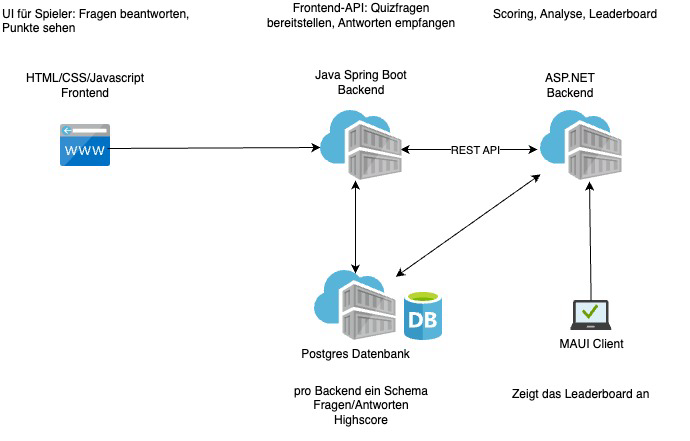 UI für Spieler: Fragen beantworten,
Punkte sehen
Frontend-API: Quizfragen
bereitstellen, Antworten empfangen
Scoring, Analyse, Leaderboard
HTML/CSS/Javascript
Frontend
Java Spring Boot
Backend
ASP.NET
Backend
WWW
REST API
DB
Postgres Datenbank
MAUI Client
pro Backend ein Schema
Fragen/Antworten
Highscore
Zeigt das Leaderboard an